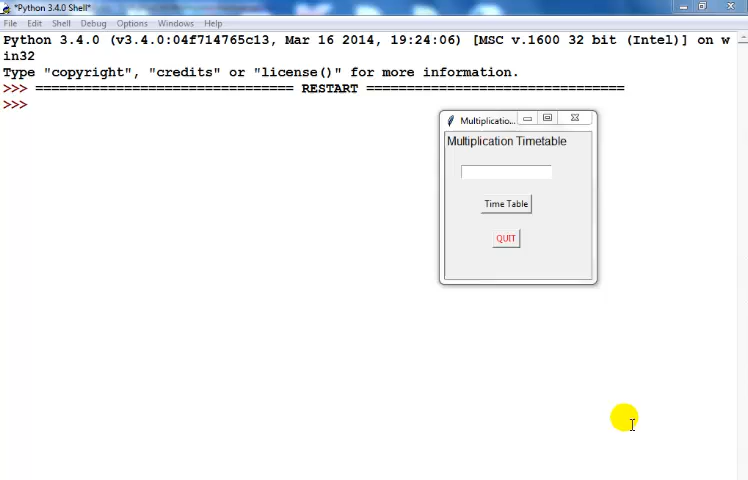 *Python 3.4.0 Shell*
File Edit Shell Debug Options Windows Help
Python 3.4.0 (v3.4.0:04f714765c13, Mar 16 2014, 19:24:06) [MSC v.1600 32 bit (Intel)] on w
in32
Type "copyright", "credits" or "license()" for more information.
>>> ================================ RESTART ================================
>>>
Multiplicatio...
Multiplication Timetable
Time Table
QUIT